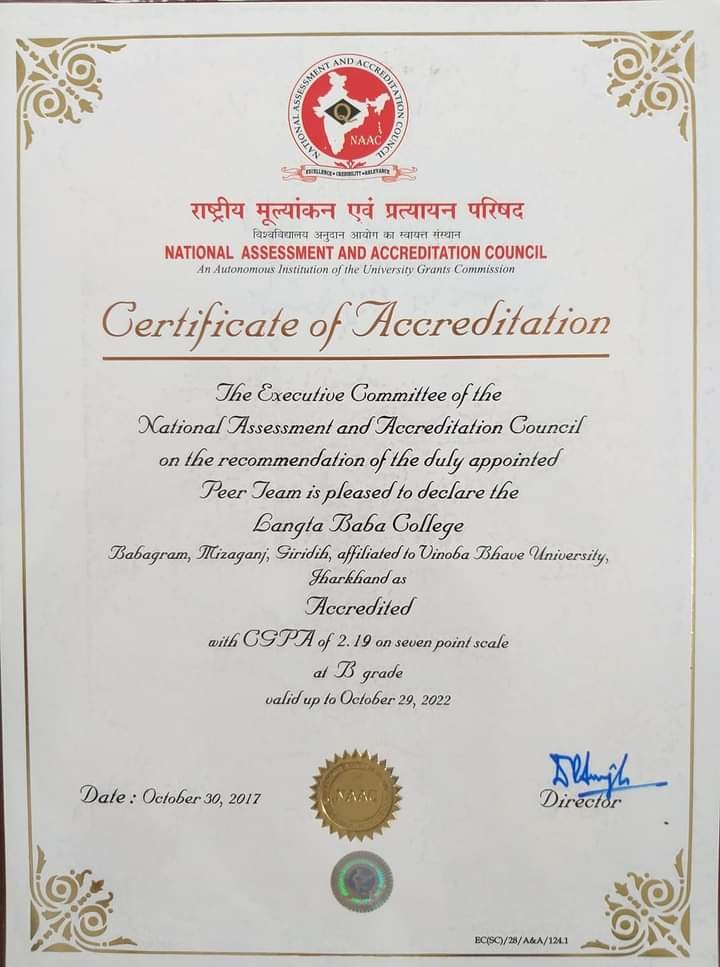 NATIONAL ASSESSMENT AND ACCREDITATION COUNCIL
Q
NAAC
EXCELLENCE • CREDIBILITY • RELEVANCE
राष्ट्रीय मूल्यांकन एवं प्रत्यायन परिषद
विश्वविद्यालय अनुदान आयोग का स्वायत्त संस्थान
NATIONAL ASSESSMENT AND ACCREDITATION COUNCIL
An Autonomous Institution of the University Grants Commission
Certificate of Accreditation
The Executive Committee of the
National Assessment and Accreditation Council
on the recommendation of the duly appointed
Peer Team is pleased to declare the
Langta Baba College
Babagram, Mizaganj, Giridih, affiliated to Vinoba Bhave University,
Jharkhand as
Accredited
with CGPA of 2.19 on seven point scale
at B grade
valid up to October 29, 2022
Date : October 30, 2017
NAAC
Director
EC(SC)/28/A&A/124.1